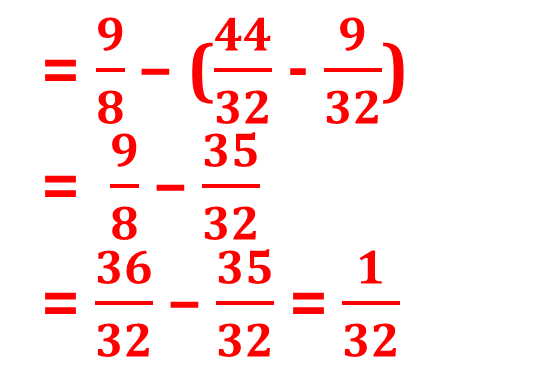 = 9/8 − (44/32 - 9/32)
= 9/8 − 35/32
= 36/32 − 35/32 = 1/32